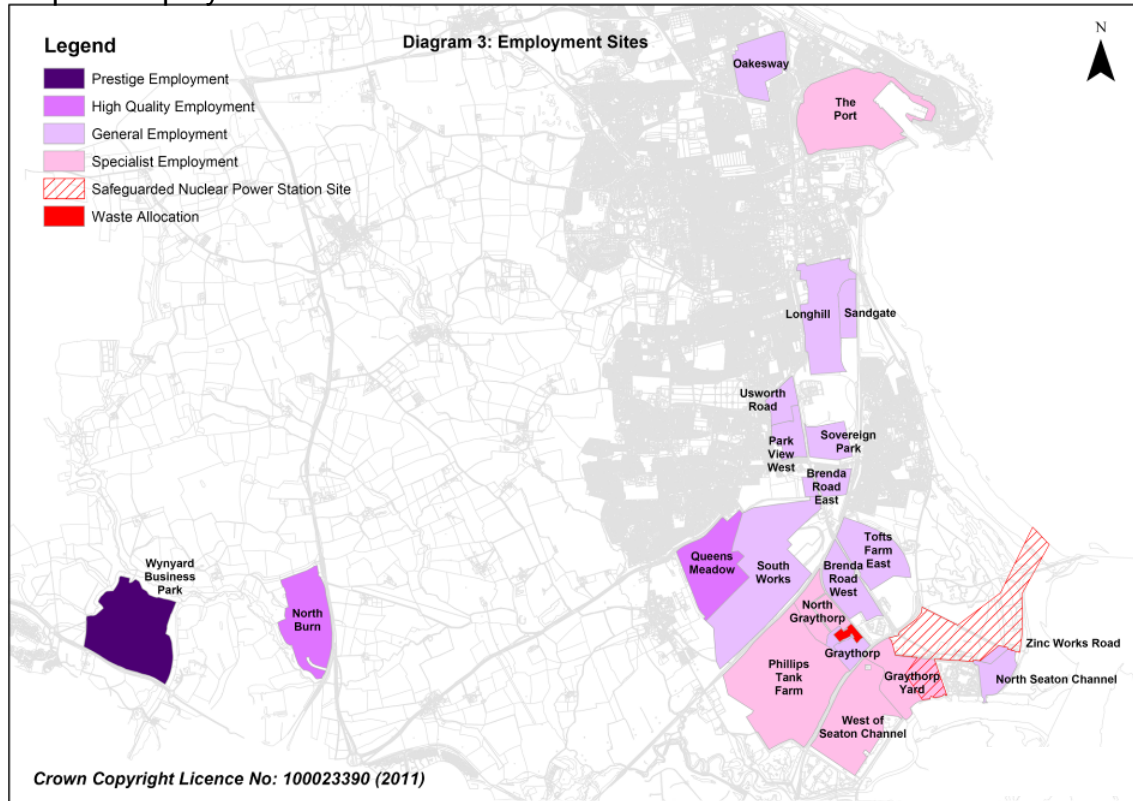 Diagram 3: Employment Sites
N
Legend
Prestige Employment
High Quality Employment
General Employment
Specialist Employment
Safeguarded Nuclear Power Station Site
Waste Allocation
Oakesway
The
Port
Longhill
Sandgate
Usworth
Road
Park
View
West
Sovereign
Park
Brenda
Road
East
Queens
Meadow
South
Works
Tofts
Farm
East
Brenda
Road
West
North
Graythorp
Graythorp
Wynyard
Business
Park
North
Burn
Phillips
Tank
Farm
Graythorp
Yard
West of
Seaton Channel
Zinc Works Road
North Seaton Channel
Crown Copyright Licence No: 100023390 (2011)